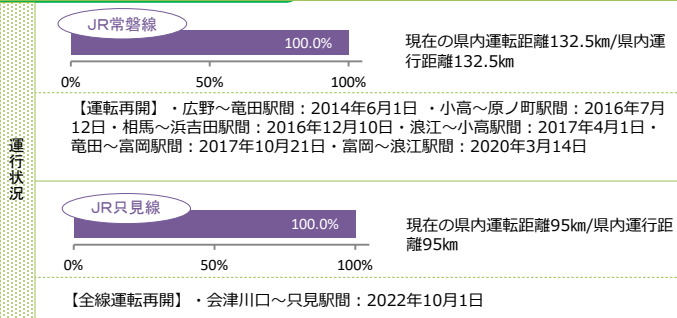 運行状況
JR常磐線
100.0%
0%
50%
100%
現在の県内運転距離132.5㎞/県内運
行距離132.5㎞
【運転再開】・広野～竜田駅間：2014年6月1日 ・小高～原ノ町駅間：2016年7月
12日・相馬～浜吉田駅間：2016年12月10日・浪江～小高駅間：2017年4月1日・
竜田～富岡駅間：2017年10月21日・富岡～浪江駅間：2020年3月14日
JR只見線
100.0%
0%
50%
100%
現在の県内運転距離95㎞/県内運行距
離95㎞
【全線運転再開】・会津川口～只見駅間：2022年10月1日